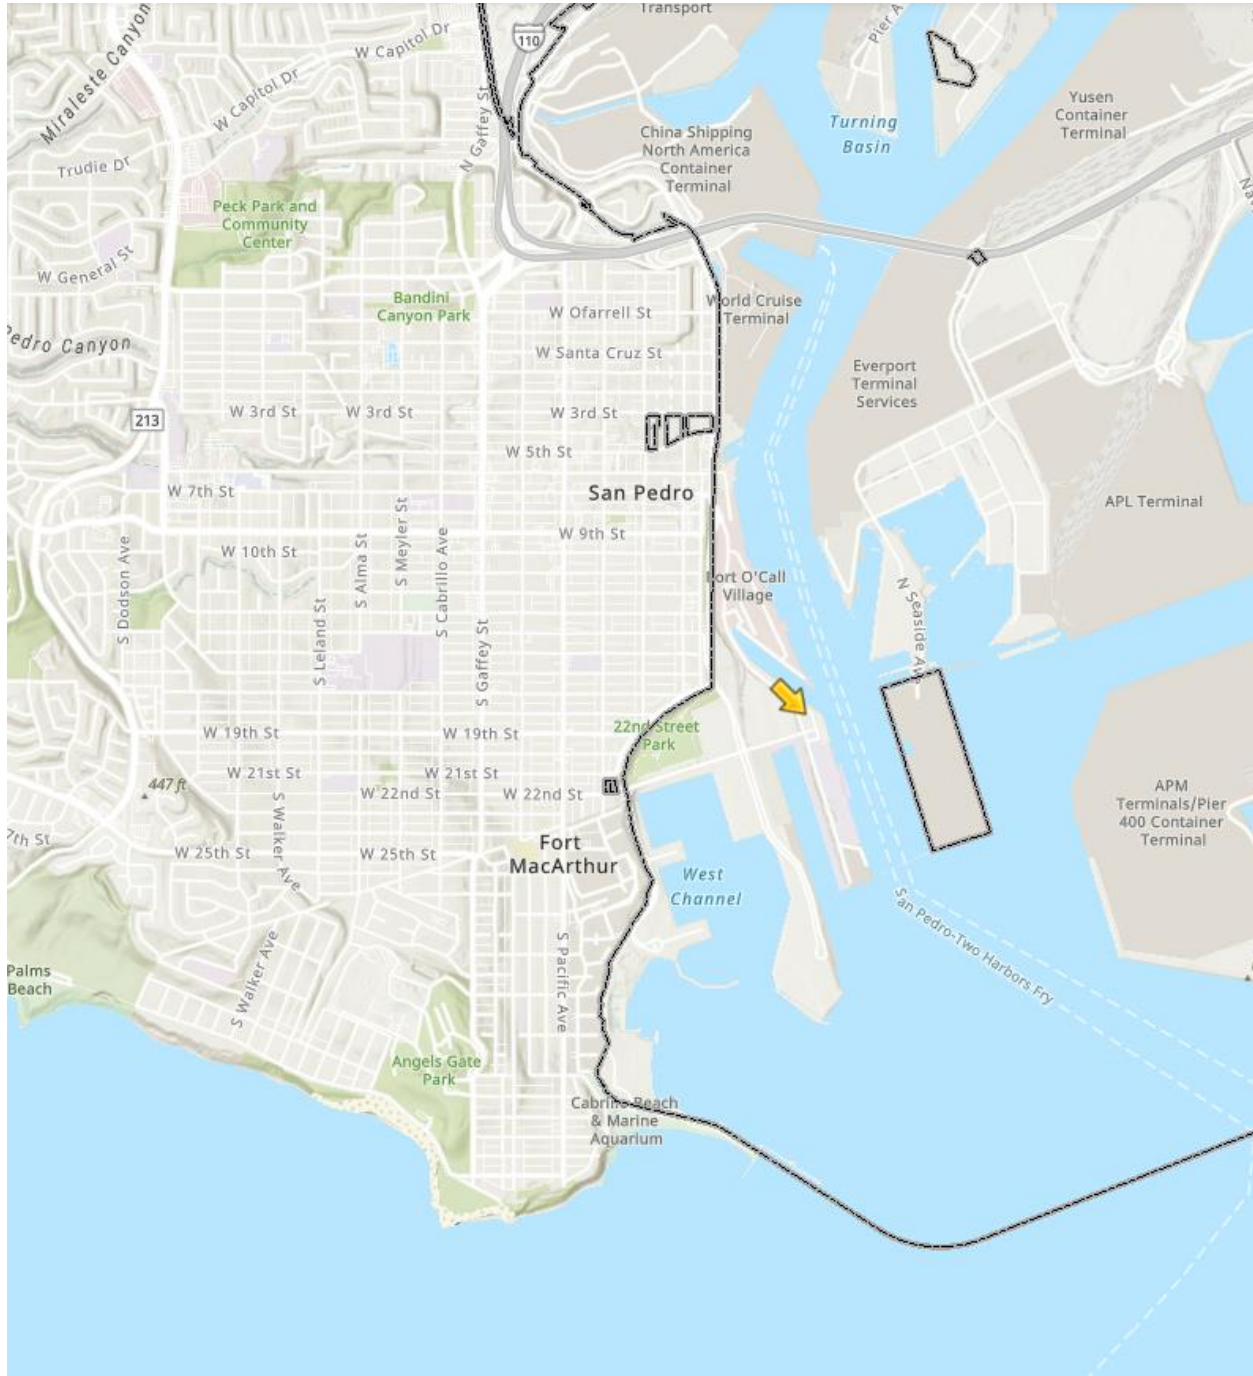 Transport
Miraleste Canyon
W Capitol Dr
110
Pier A
W Capitol Dr
N Gaffey St
Yusen
Container
Terminal
Turning
Basin
China Shipping
North America
Container
Terminal
Trudie Dr
Peck Park and
Community
Center
W General St
Bandini
Canyon Park
W Ofarrell St
World Cruise
Terminal
Pedro Canyon
W Santa Cruz St
Everport
Terminal
Services
213
W 3rd St
W 3rd St
W 3rd St
W 5th St
W 7th St
San Pedro
APL Terminal
S Meyler St
W 9th St
W 10th St
S Dodson Ave
S Alma St
S Cabrillo Ave
Port O'Call
Village
N Seaside Ave
S Leland St
S Gaffey St
W 19th St
W 19th St
22nd Street
Park
W 21st St
W 21st St
447 ft
W 22nd St
W 22nd St
APM
Terminals/Pier
400 Container
Terminal
7th St
S Walker Ave
W 25th St
W 25th St
Fort
MacArthur
West
Channel
San Pedro-Two Harbors Fry
Palms
Beach
S Walker Ave
S Pacific Ave
Angels Gate
Park
Cabrillo Beach
& Marine
Aquarium